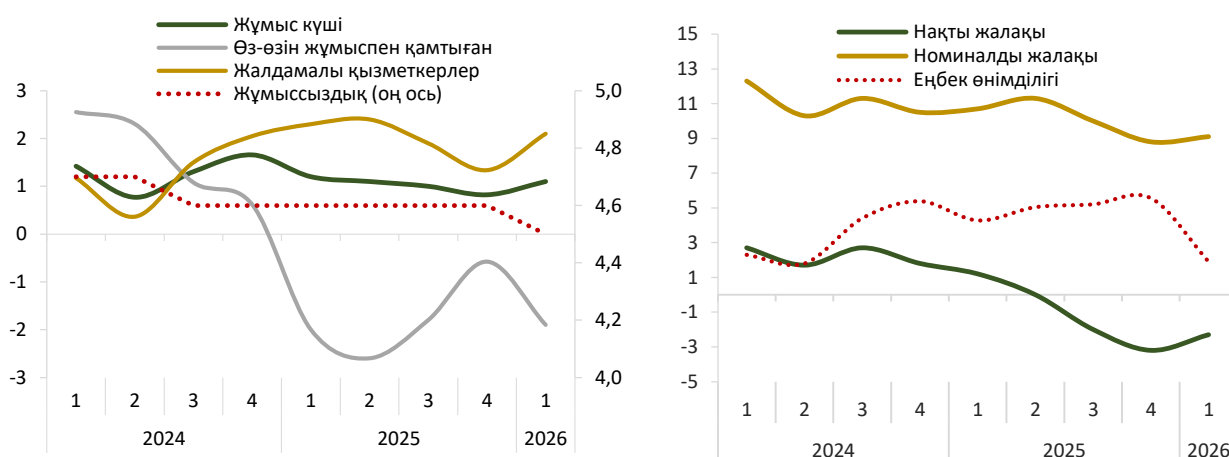 Жұмыс күші
Өз-өзін жұмыспен қамтыған
Жалдамалы қызметкерлер
Жұмыссыздық (оң ось)
3
2
1
0
-1
-2
-3
5,0
4,8
4,6
4,4
4,2
4,0
1 2 3 4 1 2 3 4 1
2024 2025 2026
Нақты жалақы
Номиналды жалақы
Еңбек өнімділігі
15
13
11
9
7
5
3
1
-1
-3
-5
1 2 3 4 1 2 3 4 1
2024 2025 2026